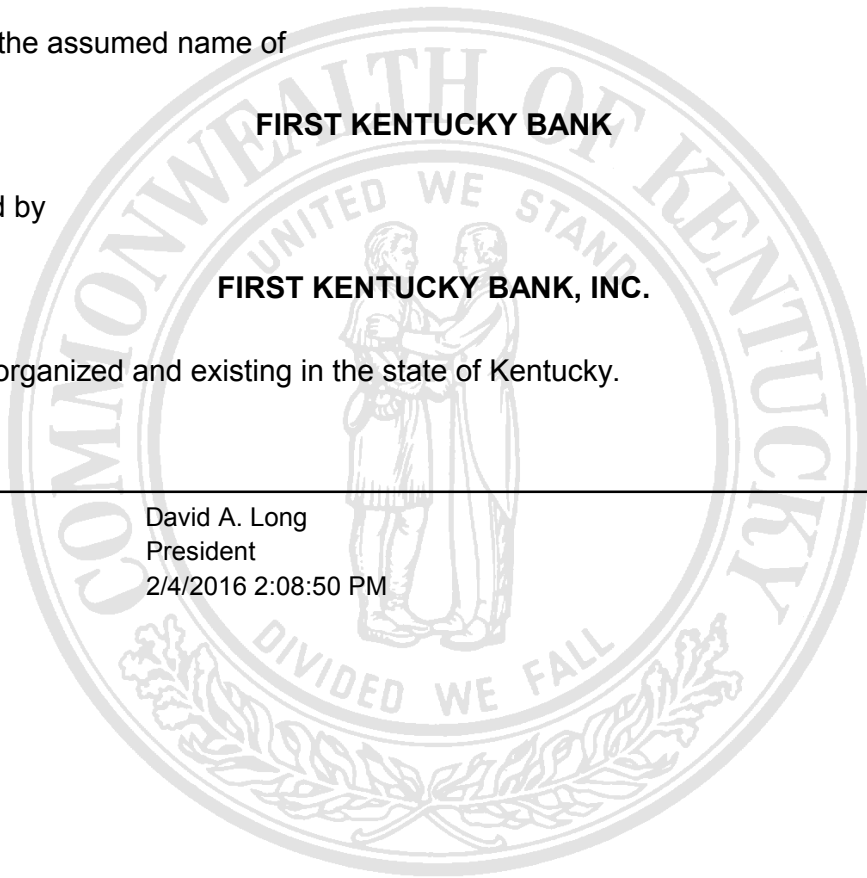 the assumed name of
FIRST KENTUCKY BANK
d by
FIRST KENTUCKY BANK, INC.
organized and existing in the state of Kentucky.
David A. Long
President
2/4/2016 2:08:50 PM
COMMONWEALTH OF KENTUCKY
UNITED WE STAND
DIVIDED WE FALL